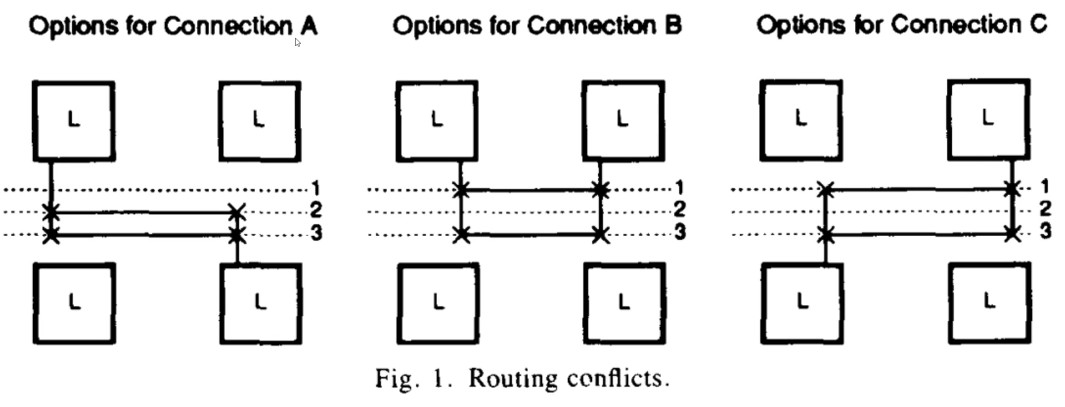 Options for Connection A
Options for Connection B
Options for Connection C
L L L L L L
1 1 1
2 2 2
3 3 3
L L L L L L
Fig. 1. Routing conflicts.